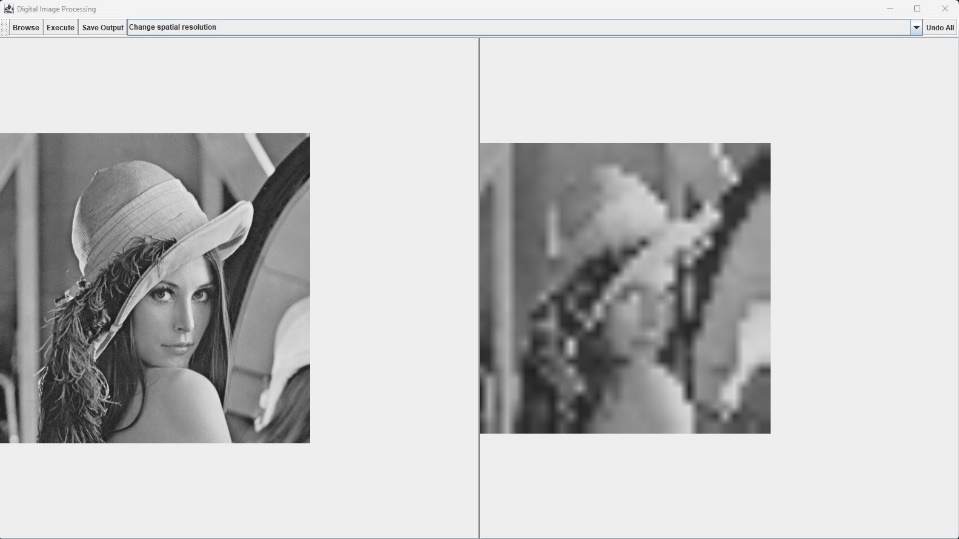 Digital Image Processing
Browse Execute Save Output Change spatial resolution Undo All